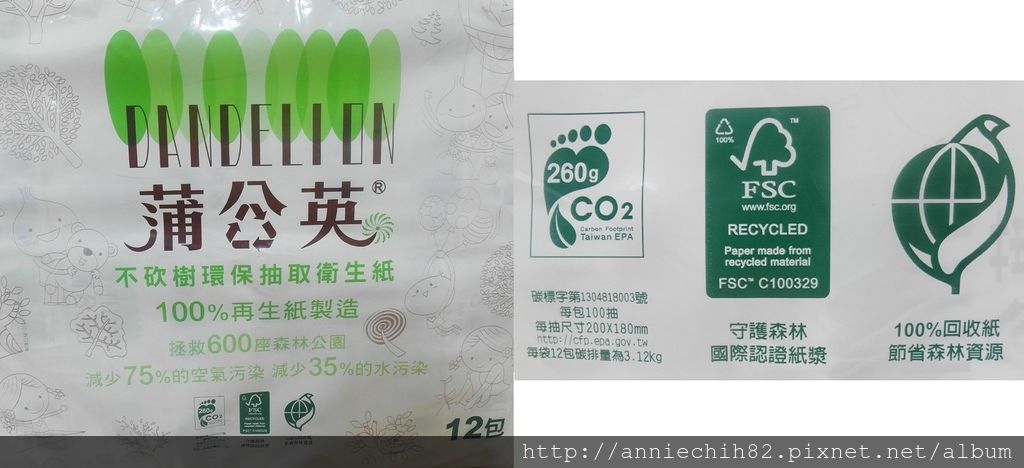 DANDELION
蒲公英®
不砍樹環保抽取衛生紙
100%再生紙製造
拯救600座森林公園
減少75%的空氣污染 減少35%的水污染
260g
CO2
FSC
RECYCLED
12包
260g
CO2
Carbon Footprint
Taiwan EPA
碳標字第1304818003號
每包100抽
每抽尺寸200X180mm
http://cfp.epa.gov.tw
每袋12包碳排量為3.12kg
100%
TM
FSC
www.fsc.org
RECYCLED
Paper made from
recycled material
FSC™ C100329
守護森林
國際認證紙漿
100%回收紙
節省森林資源
http://anniechih82.pixnet.net/album